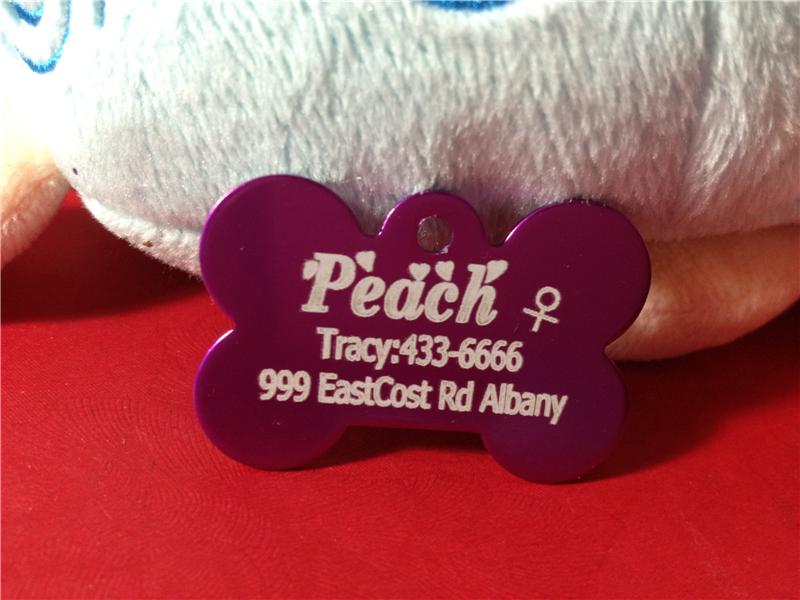 Peach ♀
Tracy:433-6666
999 EastCost Rd Albany